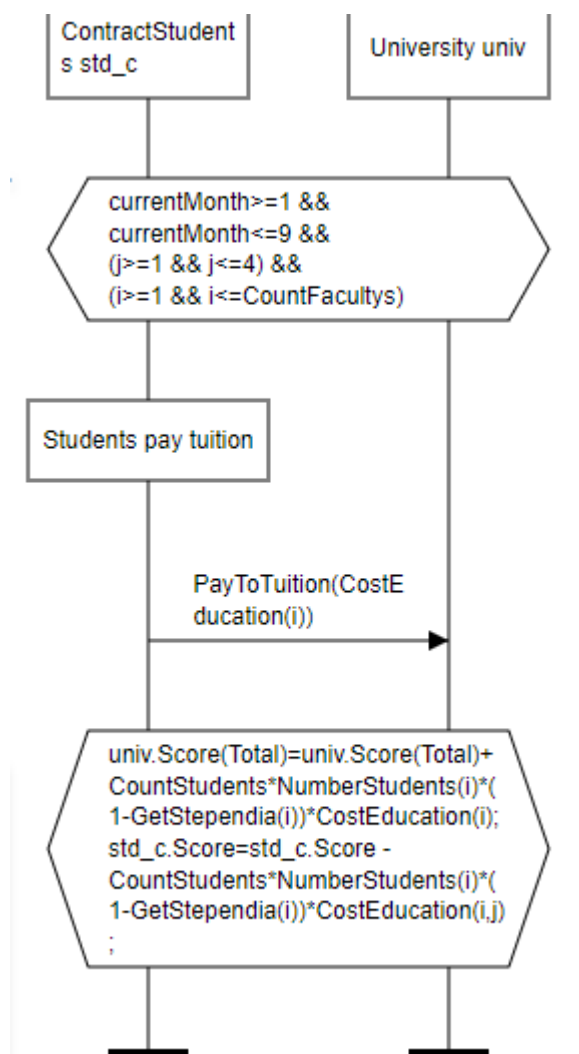 ContractStudent
s std_c
University univ
currentMonth>=1 &&
currentMonth<=9 &&
(j>=1 && j<=4) &&
(i>=1 && i<=CountFacultys)
Students pay tuition
PayToTuition(CostE
ducation(i))
univ.Score(Total)=univ.Score(Total)+
CountStudents*NumberStudents(i)*(
1-GetStependia(i))*CostEducation(i);
std_c.Score=std_c.Score -
CountStudents*NumberStudents(i)*(
1-GetStependia(i))*CostEducation(i,j)
;